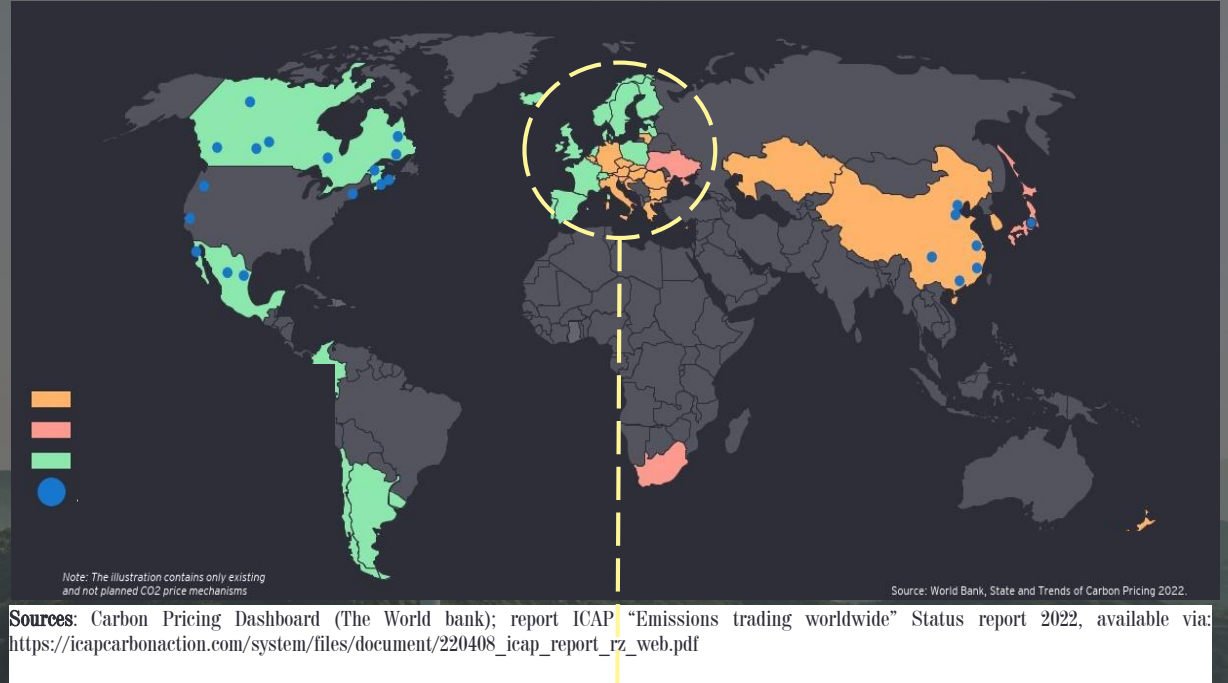 Note: The illustration contains only existing
and not planned CO2 price mechanisms
Source: World Bank, State and Trends of Carbon Pricing 2022.
Sources: Carbon Pricing Dashboard (The World bank); report ICAP “Emissions trading worldwide” Status report 2022, available via:
https://icapcarbonaction.com/system/files/document/220408_icap_report_rz_web.pdf